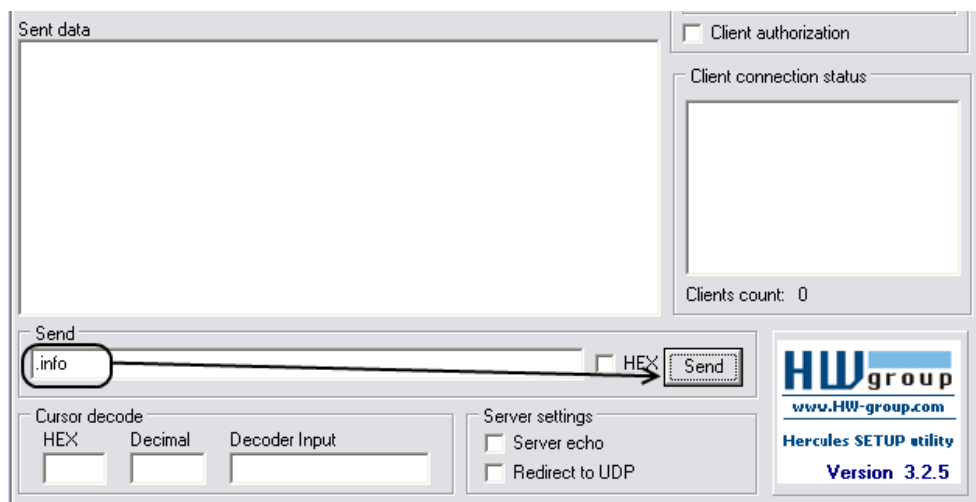 Sent data
Client authorization
Client connection status
Clients count: 0
Send
.info
HEX
Send
Cursor decode
HEX Decimal Decoder Input
Server settings
Server echo
Redirect to UDP
HWgroup
www.HW-group.com
Hercules SETUP utility
Version 3.2.5